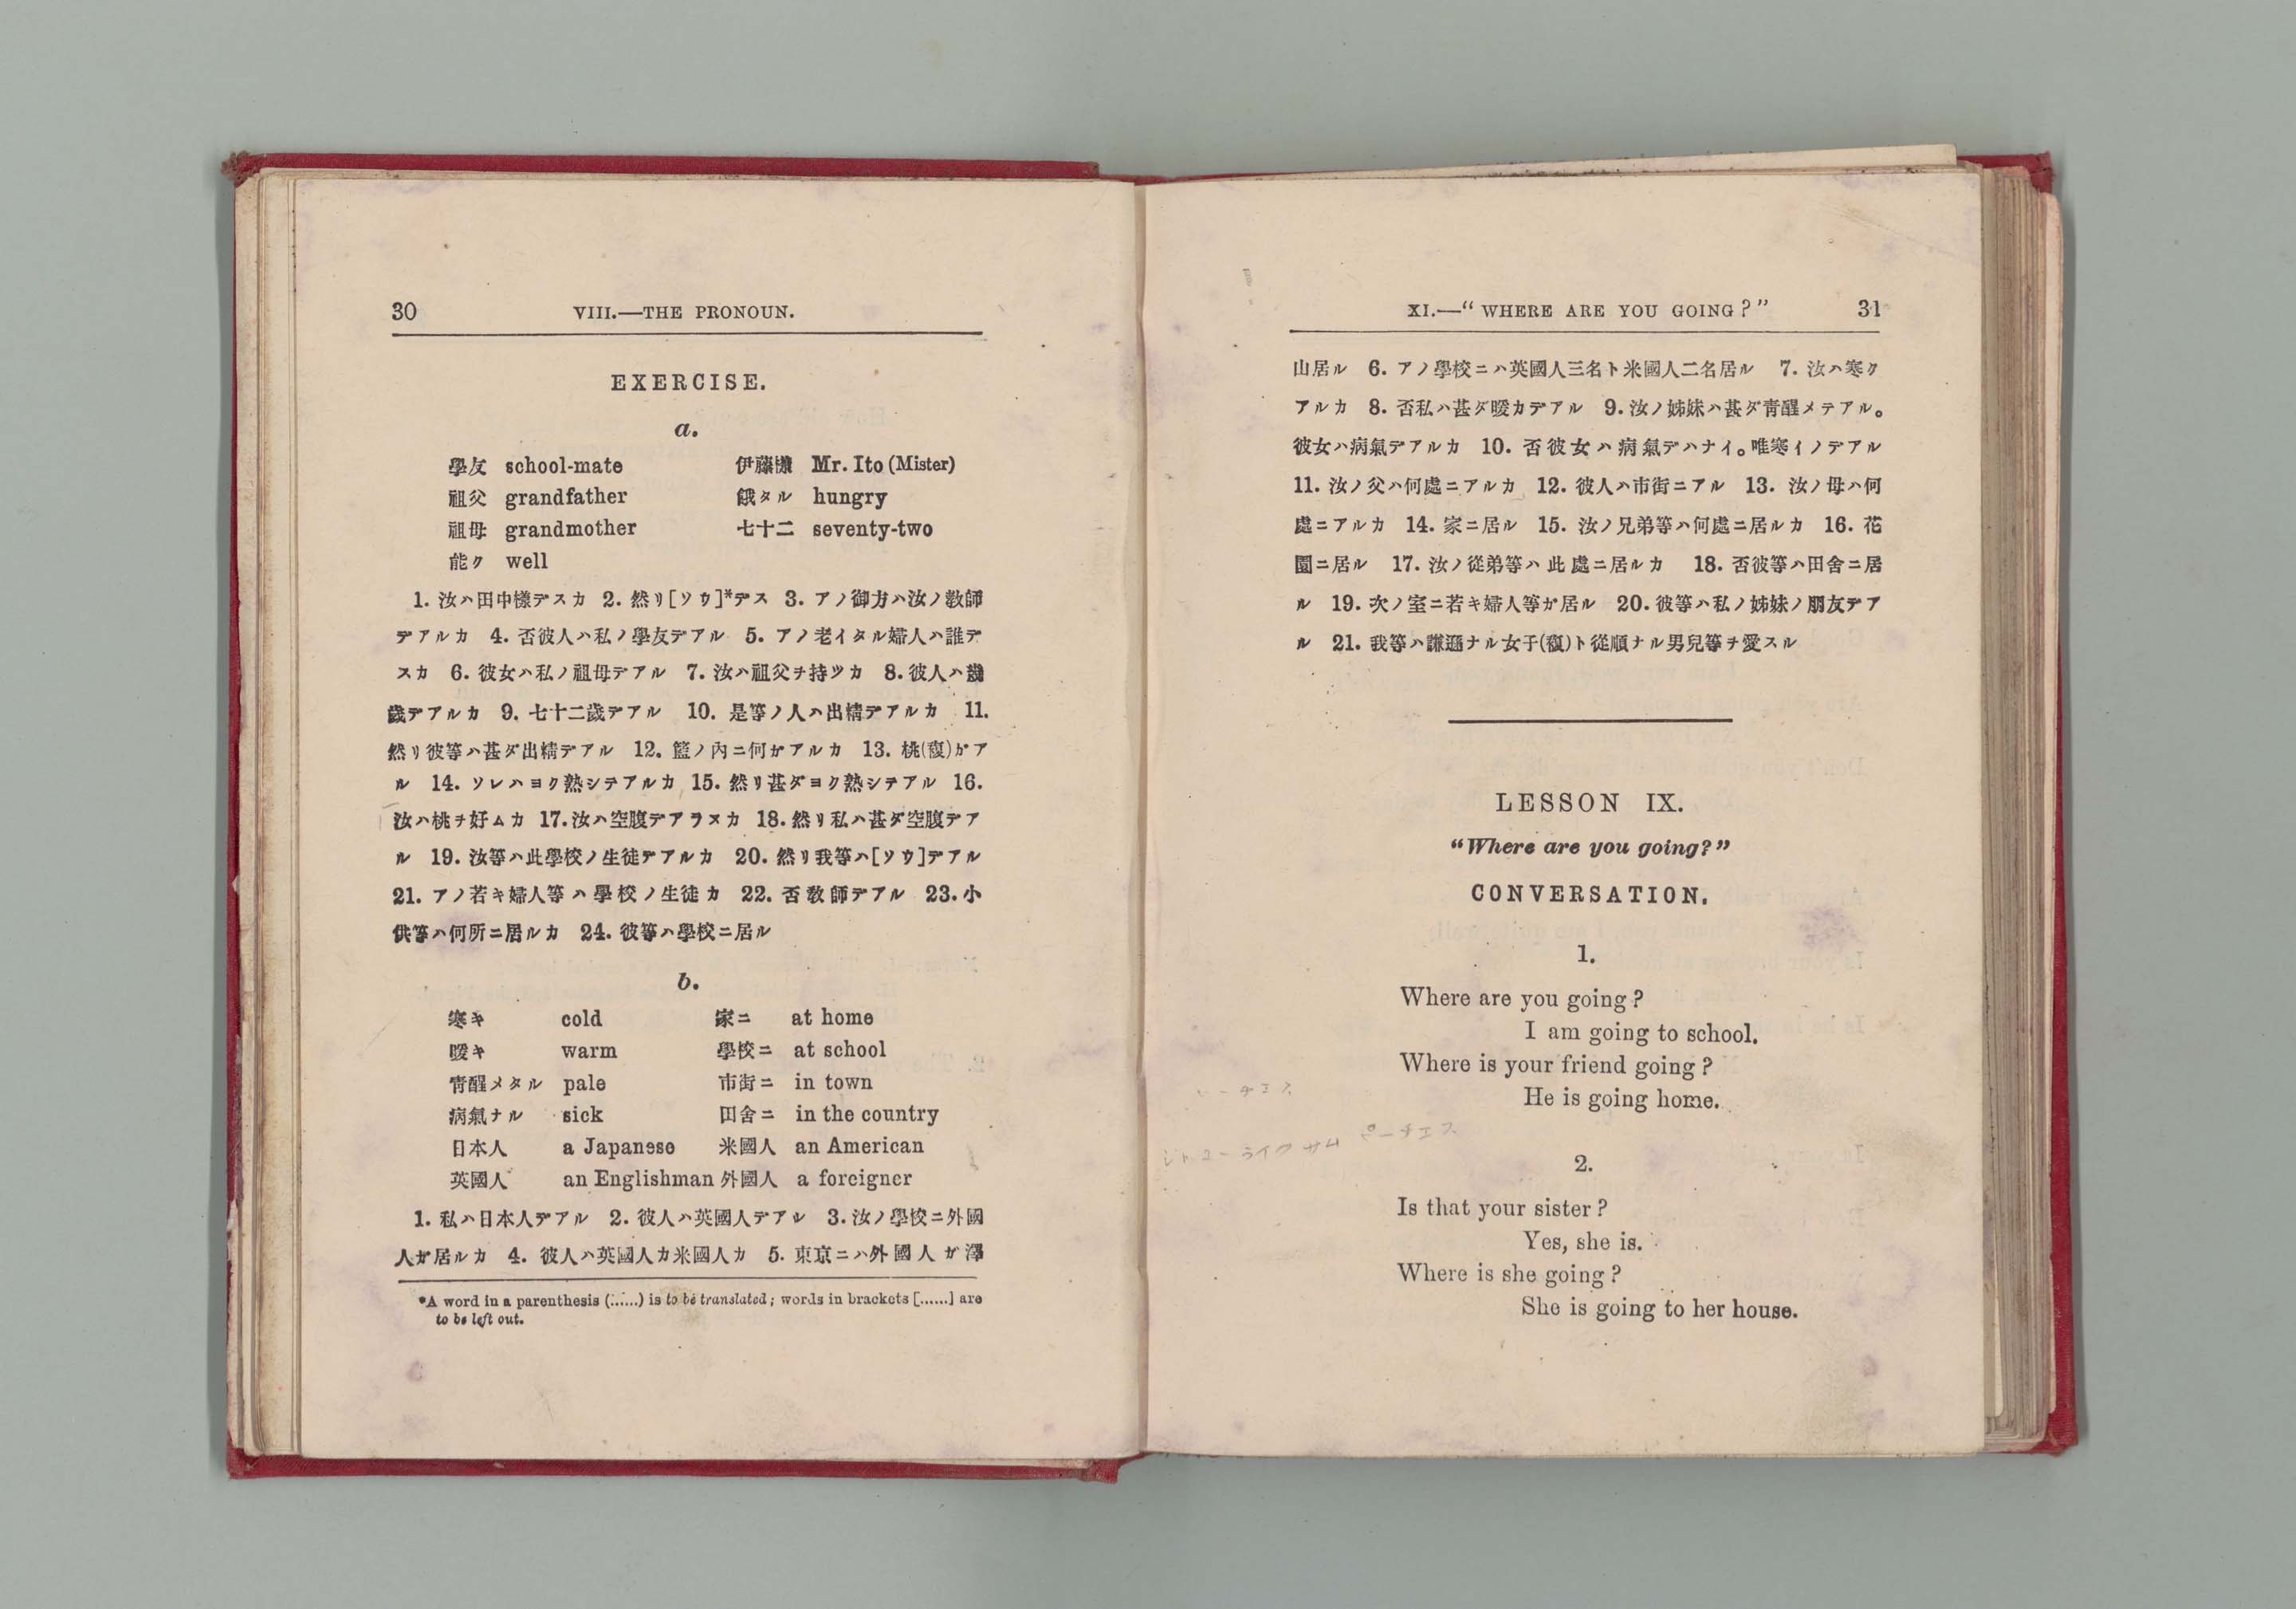 30 VIII.—THE PRONOUN.
EXERCISE.
a.
學友 school-mate 伊藤樣 Mr. Ito (Mister)
祖父 grandfather 餓タル hungry
祖母 grandmother 七十二 seventy-two
能ク well
1. 汝ハ田中樣デスカ 2. 然リ[ソウ]*デス 3. アノ御方ハ汝ノ敎師
デアルカ 4. 否彼人ハ私ノ學友デアル 5. アノ老イタル婦人ハ誰デ
スカ 6. 彼女ハ私ノ祖母デアル 7. 汝ハ祖父チ持ツカ 8. 彼人ハ幾
歲デアルカ 9. 七十二歲デアル 10. 是等ノ人ハ出精デアルカ 11.
然リ彼等ハ甚ダ出精デアル 12. 籃ノ內ニ何ガアルカ 13. 桃(複)ガア
ル 14. ソレハヨク熟シテアルカ 15. 然リ甚ダヨク熟シテアル 16.
汝ハ桃チ好ムカ 17. 汝ハ空腹デアラヌカ 18. 然リ私ハ甚ダ空腹デア
ル 19. 汝等ハ此學校ノ生徒デアルカ 20. 然リ我等ハ[ソウ]デアル
21. アノ若キ婦人等ハ學校ノ生徒カ 22. 否敎師デアル 23. 小
供等ハ何所ニ居ルカ 24. 彼等ハ學校ニ居ル
b.
寒キ cold 家ニ at home
暖キ warm 學校ニ at school
靑醒メタル pale 市街ニ in town
病氣ナル sick 田舍ニ in the country
日本人 a Japanese 米國人 an American
英國人 an Englishman 外國人 a foreigner
1. 私ハ日本人デアル 2. 彼人ハ英國人デアル 3. 汝ノ學校ニ外國
人ガ居ルカ 4. 彼人ハ英國人カ米國人カ 5. 東京ニハ外國人ガ澤
*A word in a parenthesis (......) is to be translated; words in brackets [......] are
to be left out.
XI.—“WHERE ARE YOU GOING?” 31
山居ル 6. アノ學校ニハ英國人三名ト米國人二名居ル 7. 汝ハ寒ク
アルカ 8. 否私ハ甚ダ暖カデアル 9. 汝ノ姊妹ハ甚ダ靑醒メテアル。
彼女ハ病氣デアルカ 10. 否彼女ハ病氣デハナイ。唯寒イノデアル
11. 汝ノ父ハ何處ニアルカ 12. 彼人ハ市街ニアル 13. 汝ノ母ハ何
處ニアルカ 14. 家ニ居ル 15. 汝ノ兄弟等ハ何處ニ居ルカ 16. 花
園ニ居ル 17. 汝ノ從弟等ハ此處ニ居ルカ 18. 否彼等ハ田舍ニ居
ル 19. 次ノ室ニ若キ婦人等ガ居ル 20. 彼等ハ私ノ姊妹ノ朋友デア
ル 21. 我等ハ謙遜ナル女子(複)ト從順ナル男兒等チ愛スル
LESSON IX.
“Where are you going?”
CONVERSATION.
1.
Where are you going?
I am going to school.
Where is your friend going?
He is going home.
ーチエス
ユーライクサム ピーチエス
2.
Is that your sister?
Yes, she is.
Where is she going?
She is going to her house.